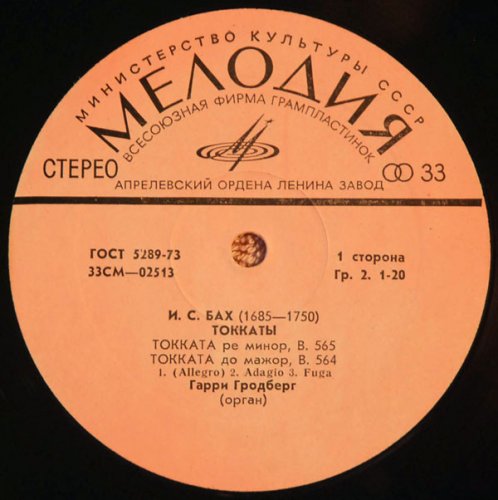 МИНИСТЕРСТВО КУЛЬТУРЫ СССР
МЕЛОДИЯ
ВСЕСОЮЗНАЯ ФИРМА ГРАМПЛАСТИНОК
СТЕРЕО
33
АПРЕЛЕВСКИЙ ОРДЕНА ЛЕНИНА ЗАВОД
ГОСТ 5289-73
1 сторона
33СМ—02513
Гр. 2. 1-20
И. С. БАХ (1685—1750)
ТОККАТЫ
ТОККАТА ре минор, В. 565
ТОККАТА до мажор, В. 564
1. (Allegro) 2. Adagio 3. Fuga
Гарри Гродберг
(орган)